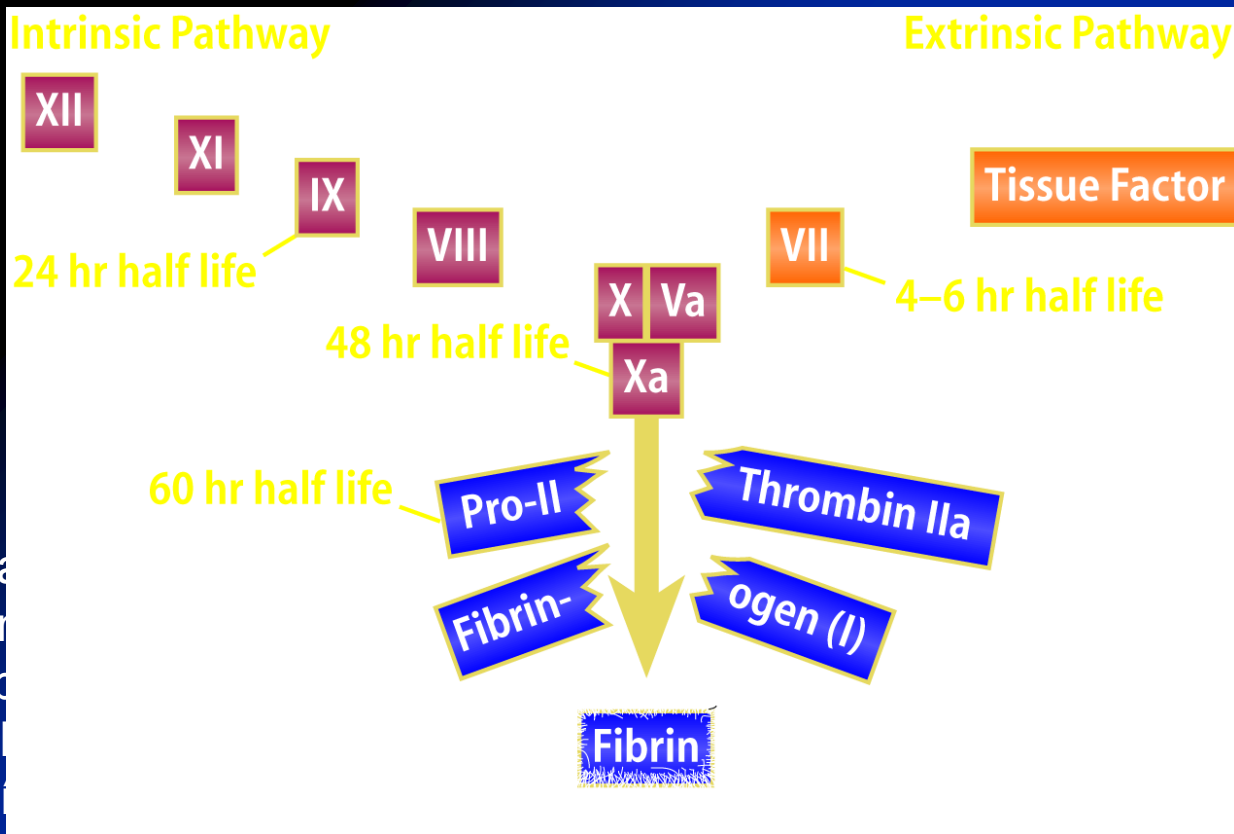 Intrinsic Pathway
Extrinsic Pathway
XII
XI
IX
VIII
VII
Tissue Factor
24 hr half life
4–6 hr half life
X
Va
48 hr half life
Xa
60 hr half life
Pro-II
Thrombin IIa
Fibrin-
ogen (I)
Fibrin